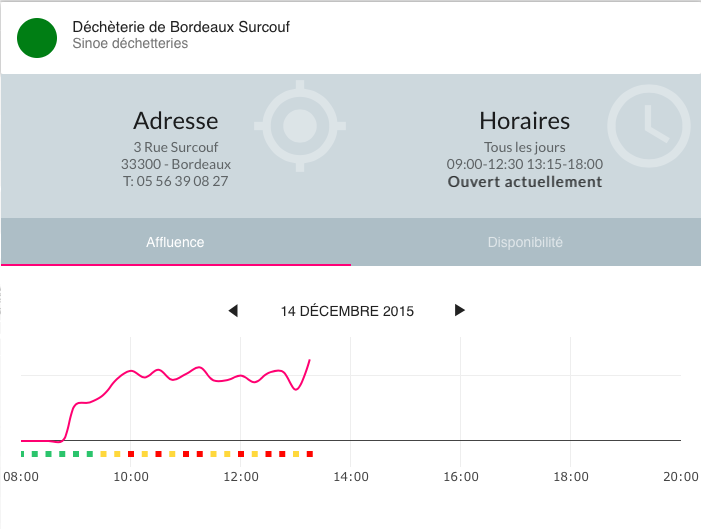 Déchèterie de Bordeaux Surcouf
Sinoe déchetteries
Adresse
3 Rue Surcouf
33300 - Bordeaux
T: 05 56 39 08 27
Horaires
Tous les jours
09:00-12:30 13:15-18:00
Ouvert actuellement
Affluence
Disponibilité
14 DÉCEMBRE 2015
08:00 10:00 12:00 14:00 16:00 18:00 20:00